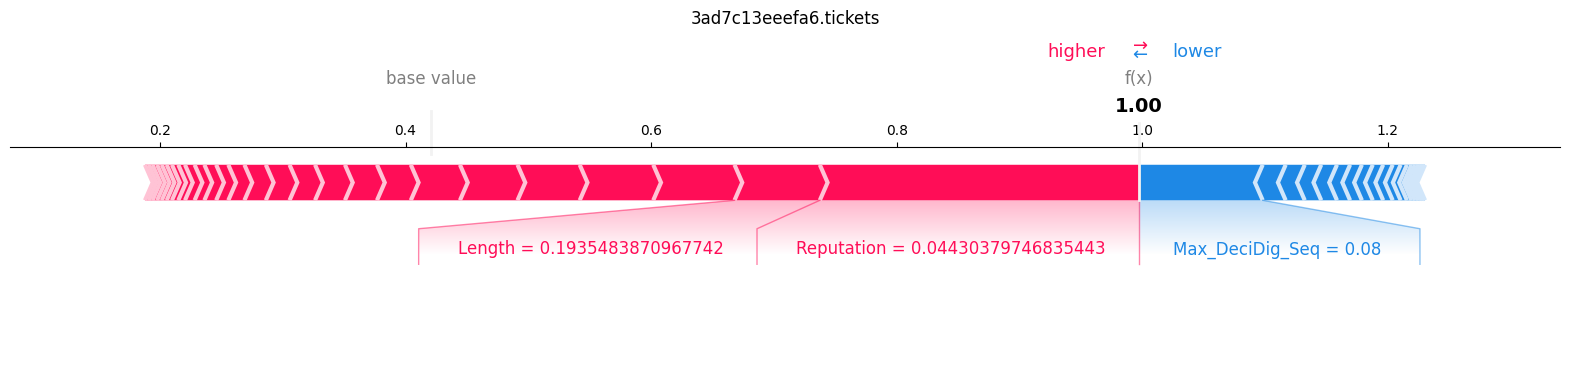 3ad7c13eeefa6.tickets
higher → ← lower
base value
f(x)
1.00
0.2 0.4 0.6 0.8 1.0 1.2
Length = 0.1935483870967742
Reputation = 0.04430379746835443
Max_DeciDig_Seq = 0.08